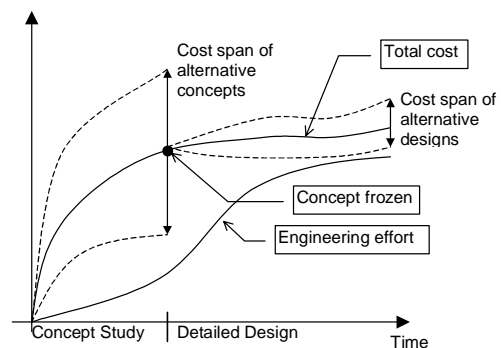 Cost span of
alternative
concepts
Total cost
Cost span of
alternative
designs
Concept frozen
Engineering effort
Concept Study
Detailed Design
Time